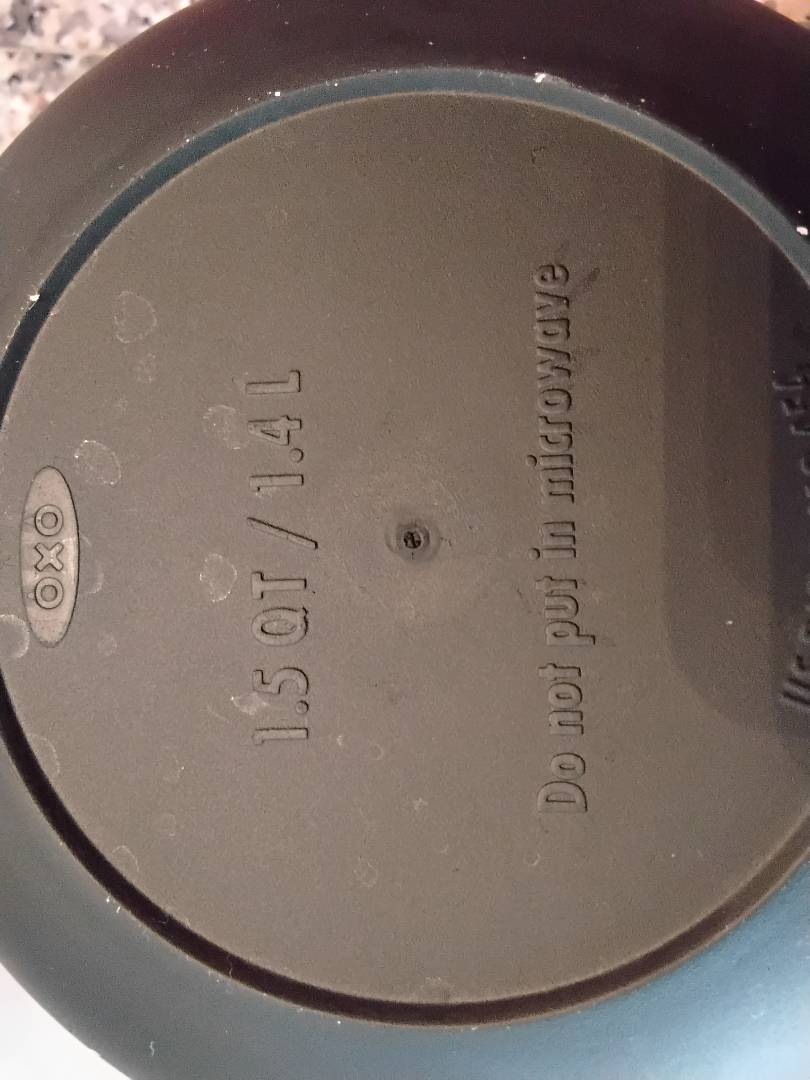 OXO
1.5 QT / 1.4 L
Do not put in microwave